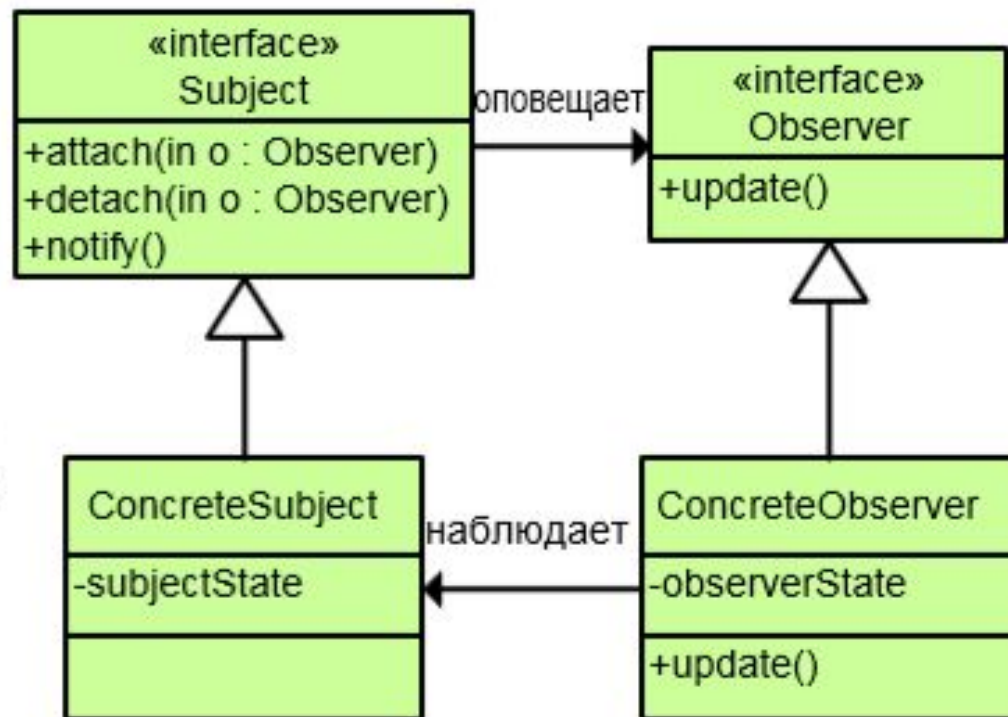 «interface»
Subject
+attach(in o : Observer)
+detach(in o : Observer)
+notify()
оповещает
«interface»
Observer
+update()
ConcreteSubject
-subjectState
наблюдает
ConcreteObserver
-observerState
+update()